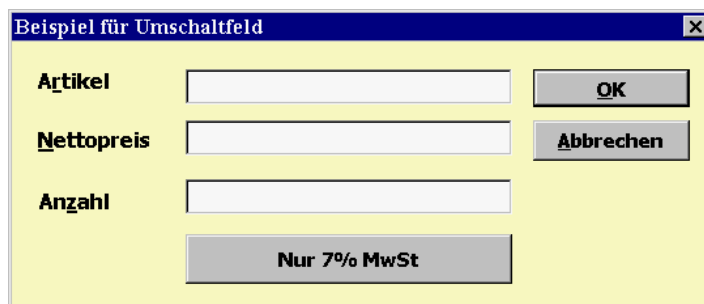 Beispiel für Umschaltfeld
Artikel
OK
Nettopreis
Abbrechen
Anzahl
Nur 7% MwSt